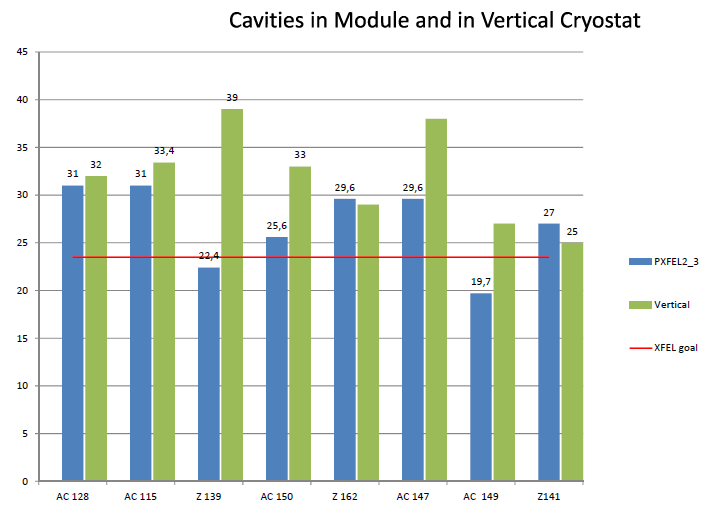 Cavities in Module and in Vertical Cryostat
45
40
35
30
25
20
15
10
5
0
31
32
31
33,4
22,4
39
25,6
33
29,6
29,6
19,7
27
25
AC 128
AC 115
Z 139
AC 150
Z 162
AC 147
AC  149
Z141
PXFEL2_3
Vertical
XFEL goal